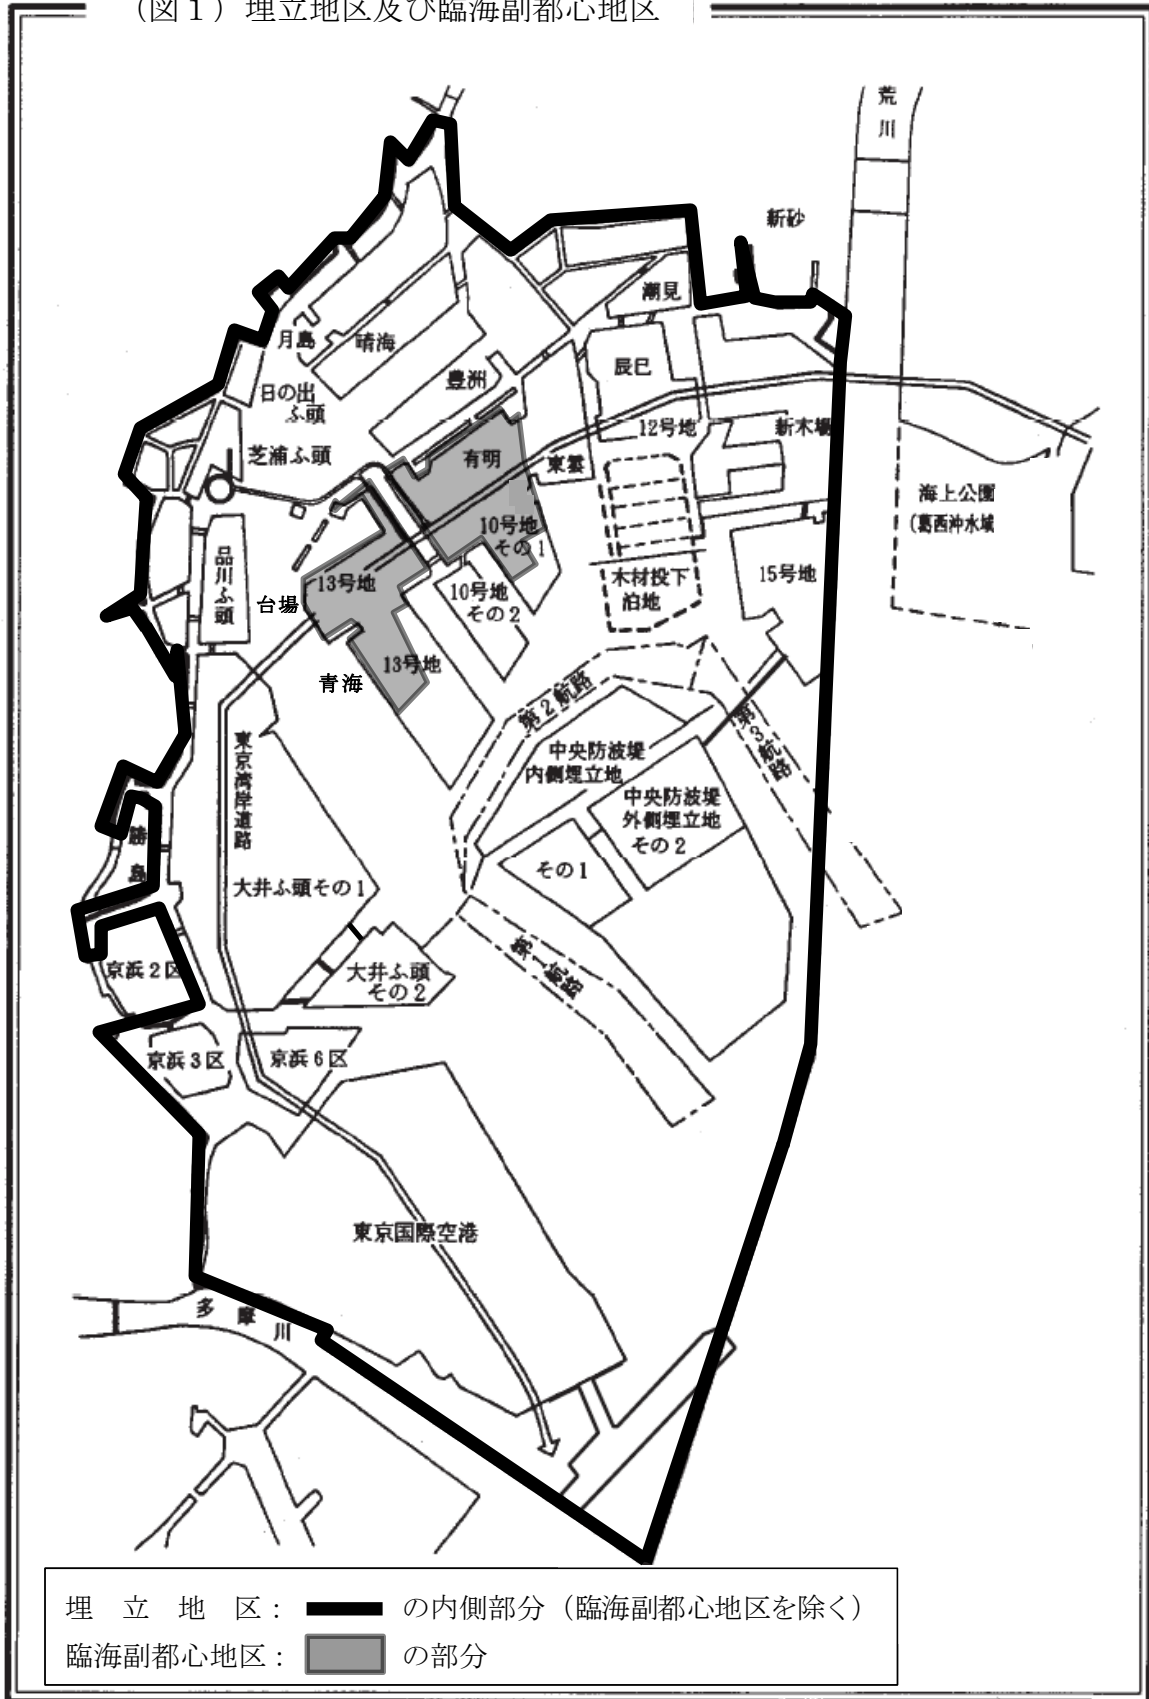 （図１）埋立地区及び臨海副都心地区
荒川
新砂
潮見
月島
晴海
豊洲
辰巳
日の出
ふ頭
12号地
新木場
芝浦ふ頭
有明
東雲
海上公園
(葛西沖水域
10号地
その1
品川ふ頭
13号地
木材投下
泊地
15号地
台場
10号地
その2
青海
13号地
第2航路
第3航路
東京湾岸道路
中央防波堤
内側埋立地
中央防波堤
外側埋立地
その2
勝島
その1
大井ふ頭その1
京浜2区
大井ふ頭
その2
第1航路
京浜3区
京浜6区
東京国際空港
多摩川
埋立地区：の内側部分（臨海副都心地区を除く）
臨海副都心地区：の部分